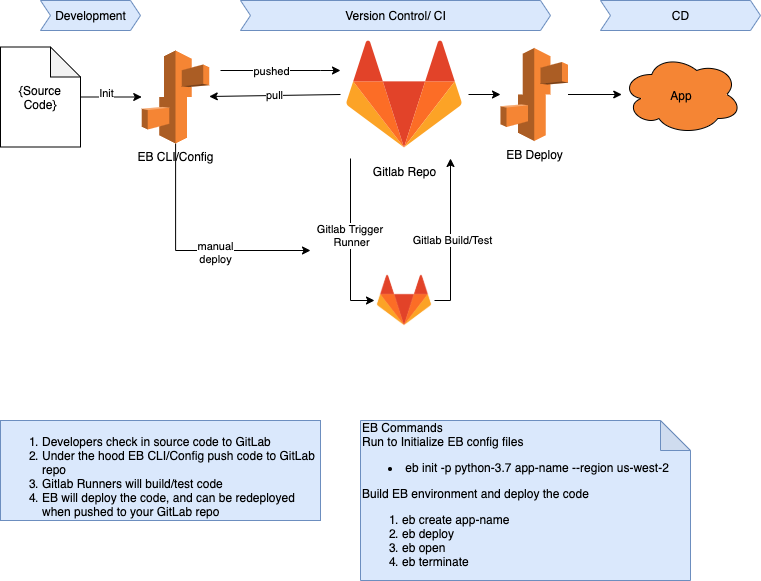 Development
Version Control/ CI
CD
{Source
Code}
Init
pushed
pull
App
EB CLI/Config
Gitlab Repo
EB Deploy
Gitlab Trigger
Runner
Gitlab Build/Test
manual
deploy
1. Developers check in source code to GitLab
2. Under the hood EB CLI/Config push code to GitLab
repo
3. Gitlab Runners will build/test code
4. EB will deploy the code, and can be redeployed
when pushed to your GitLab repo
EB Commands
Run to Initialize EB config files
• eb init -p python-3.7 app-name --region us-west-2
Build EB environment and deploy the code
1. eb create app-name
2. eb deploy
3. eb open
4. eb terminate